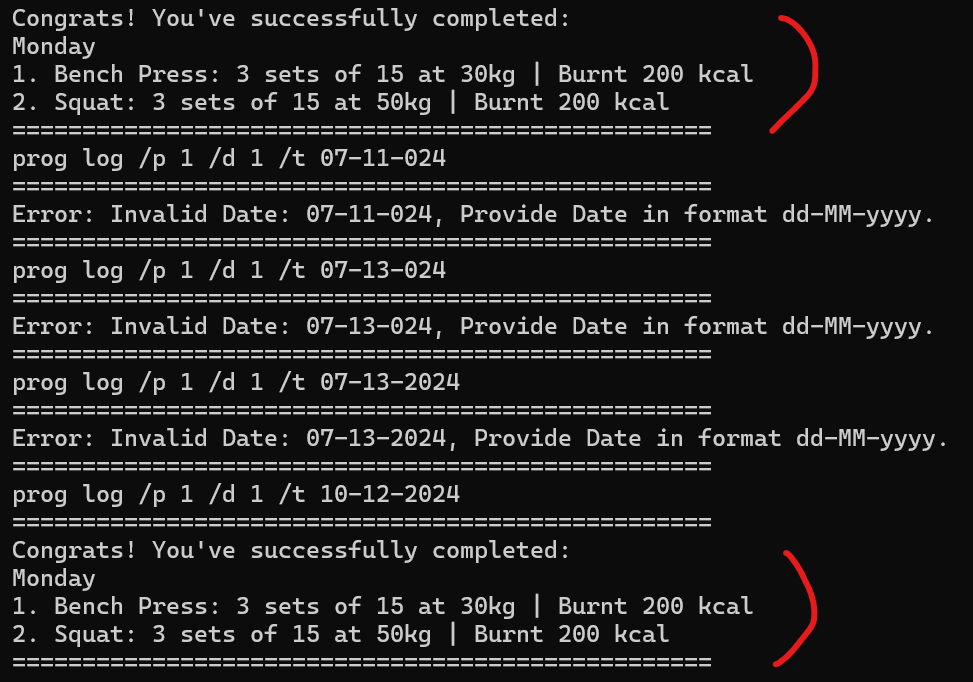 Congrats! You've successfully completed:
Monday
1. Bench Press: 3 sets of 15 at 30kg | Burnt 200 kcal
2. Squat: 3 sets of 15 at 50kg | Burnt 200 kcal
==================================================
prog log /p 1 /d 1 /t 07-11-024
==================================================
Error: Invalid Date: 07-11-024, Provide Date in format dd-MM-yyyy.
==================================================
prog log /p 1 /d 1 /t 07-13-024
==================================================
Error: Invalid Date: 07-13-024, Provide Date in format dd-MM-yyyy.
==================================================
prog log /p 1 /d 1 /t 07-13-2024
==================================================
Error: Invalid Date: 07-13-2024, Provide Date in format dd-MM-yyyy.
==================================================
prog log /p 1 /d 1 /t 10-12-2024
==================================================
Congrats! You've successfully completed:
Monday
1. Bench Press: 3 sets of 15 at 30kg | Burnt 200 kcal
2. Squat: 3 sets of 15 at 50kg | Burnt 200 kcal
==================================================